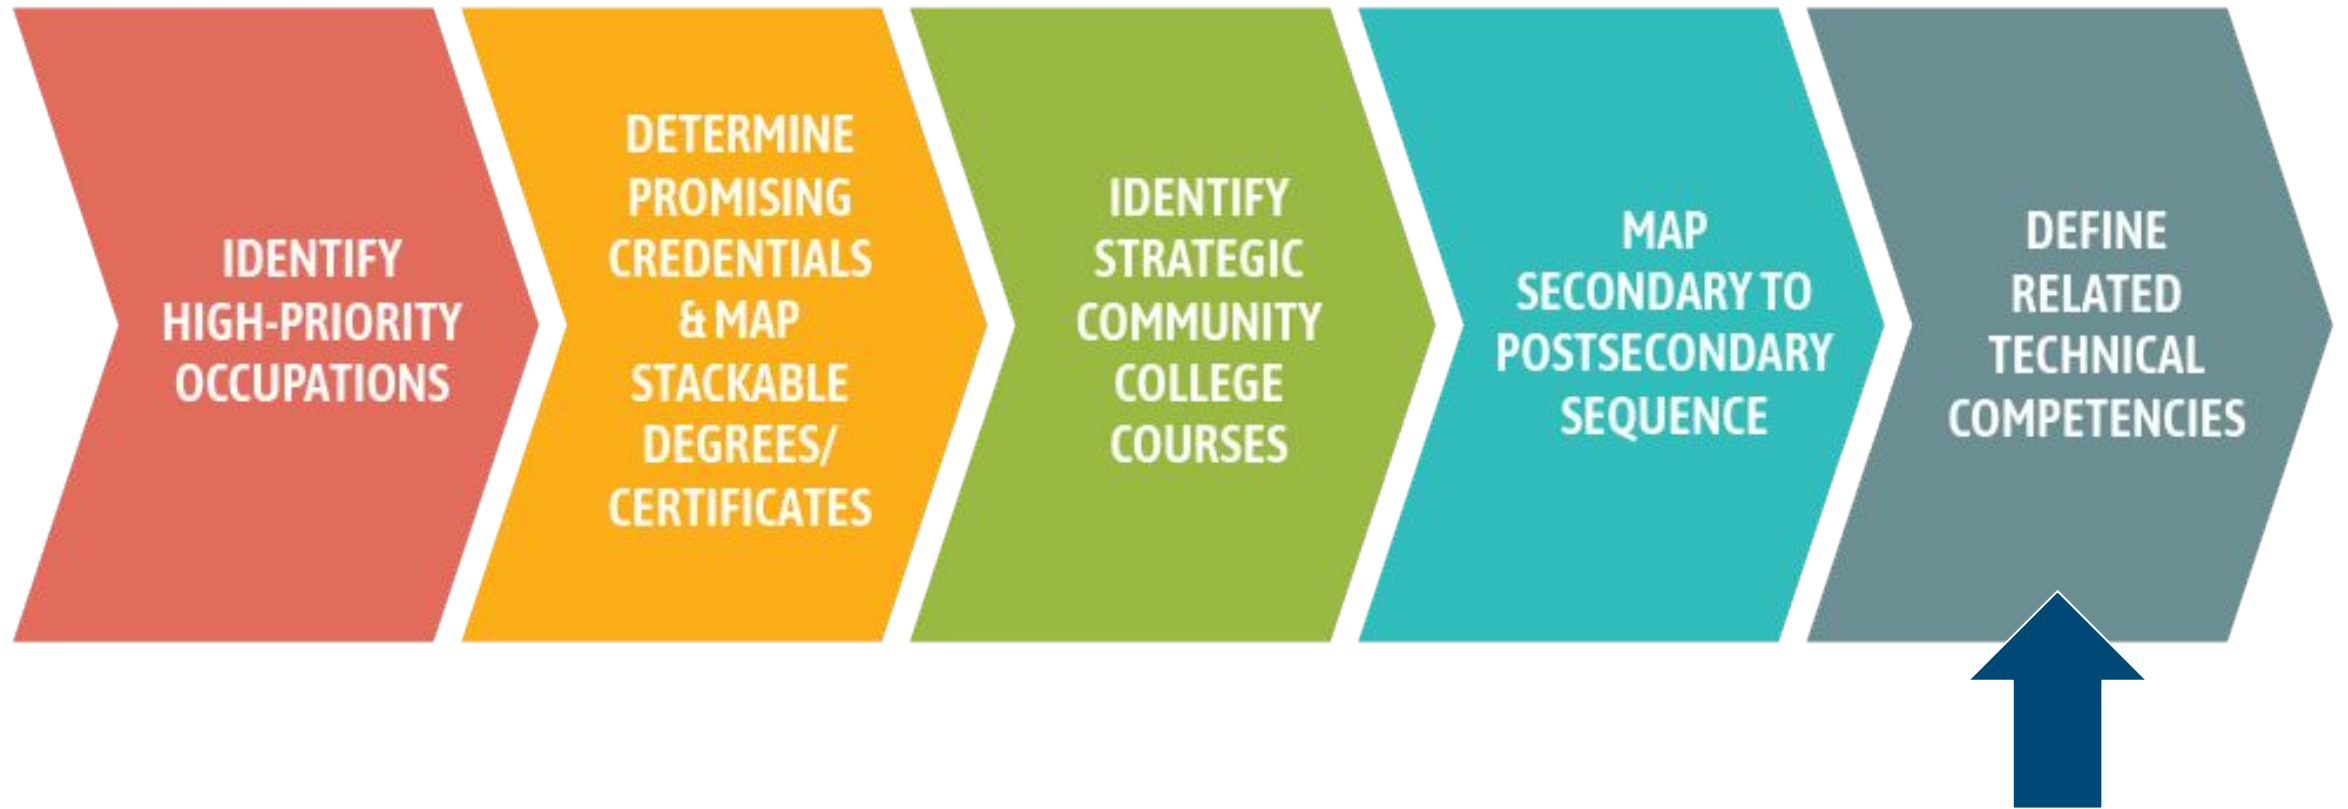 IDENTIFY
HIGH-PRIORITY
OCCUPATIONS
DETERMINE
PROMISING
CREDENTIALS
& MAP
STACKABLE
DEGREES/
CERTIFICATES
IDENTIFY
STRATEGIC
COMMUNITY
COLLEGE
COURSES
MAP
SECONDARY TO
POSTSECONDARY
SEQUENCE
DEFINE
RELATED
TECHNICAL
COMPETENCIES